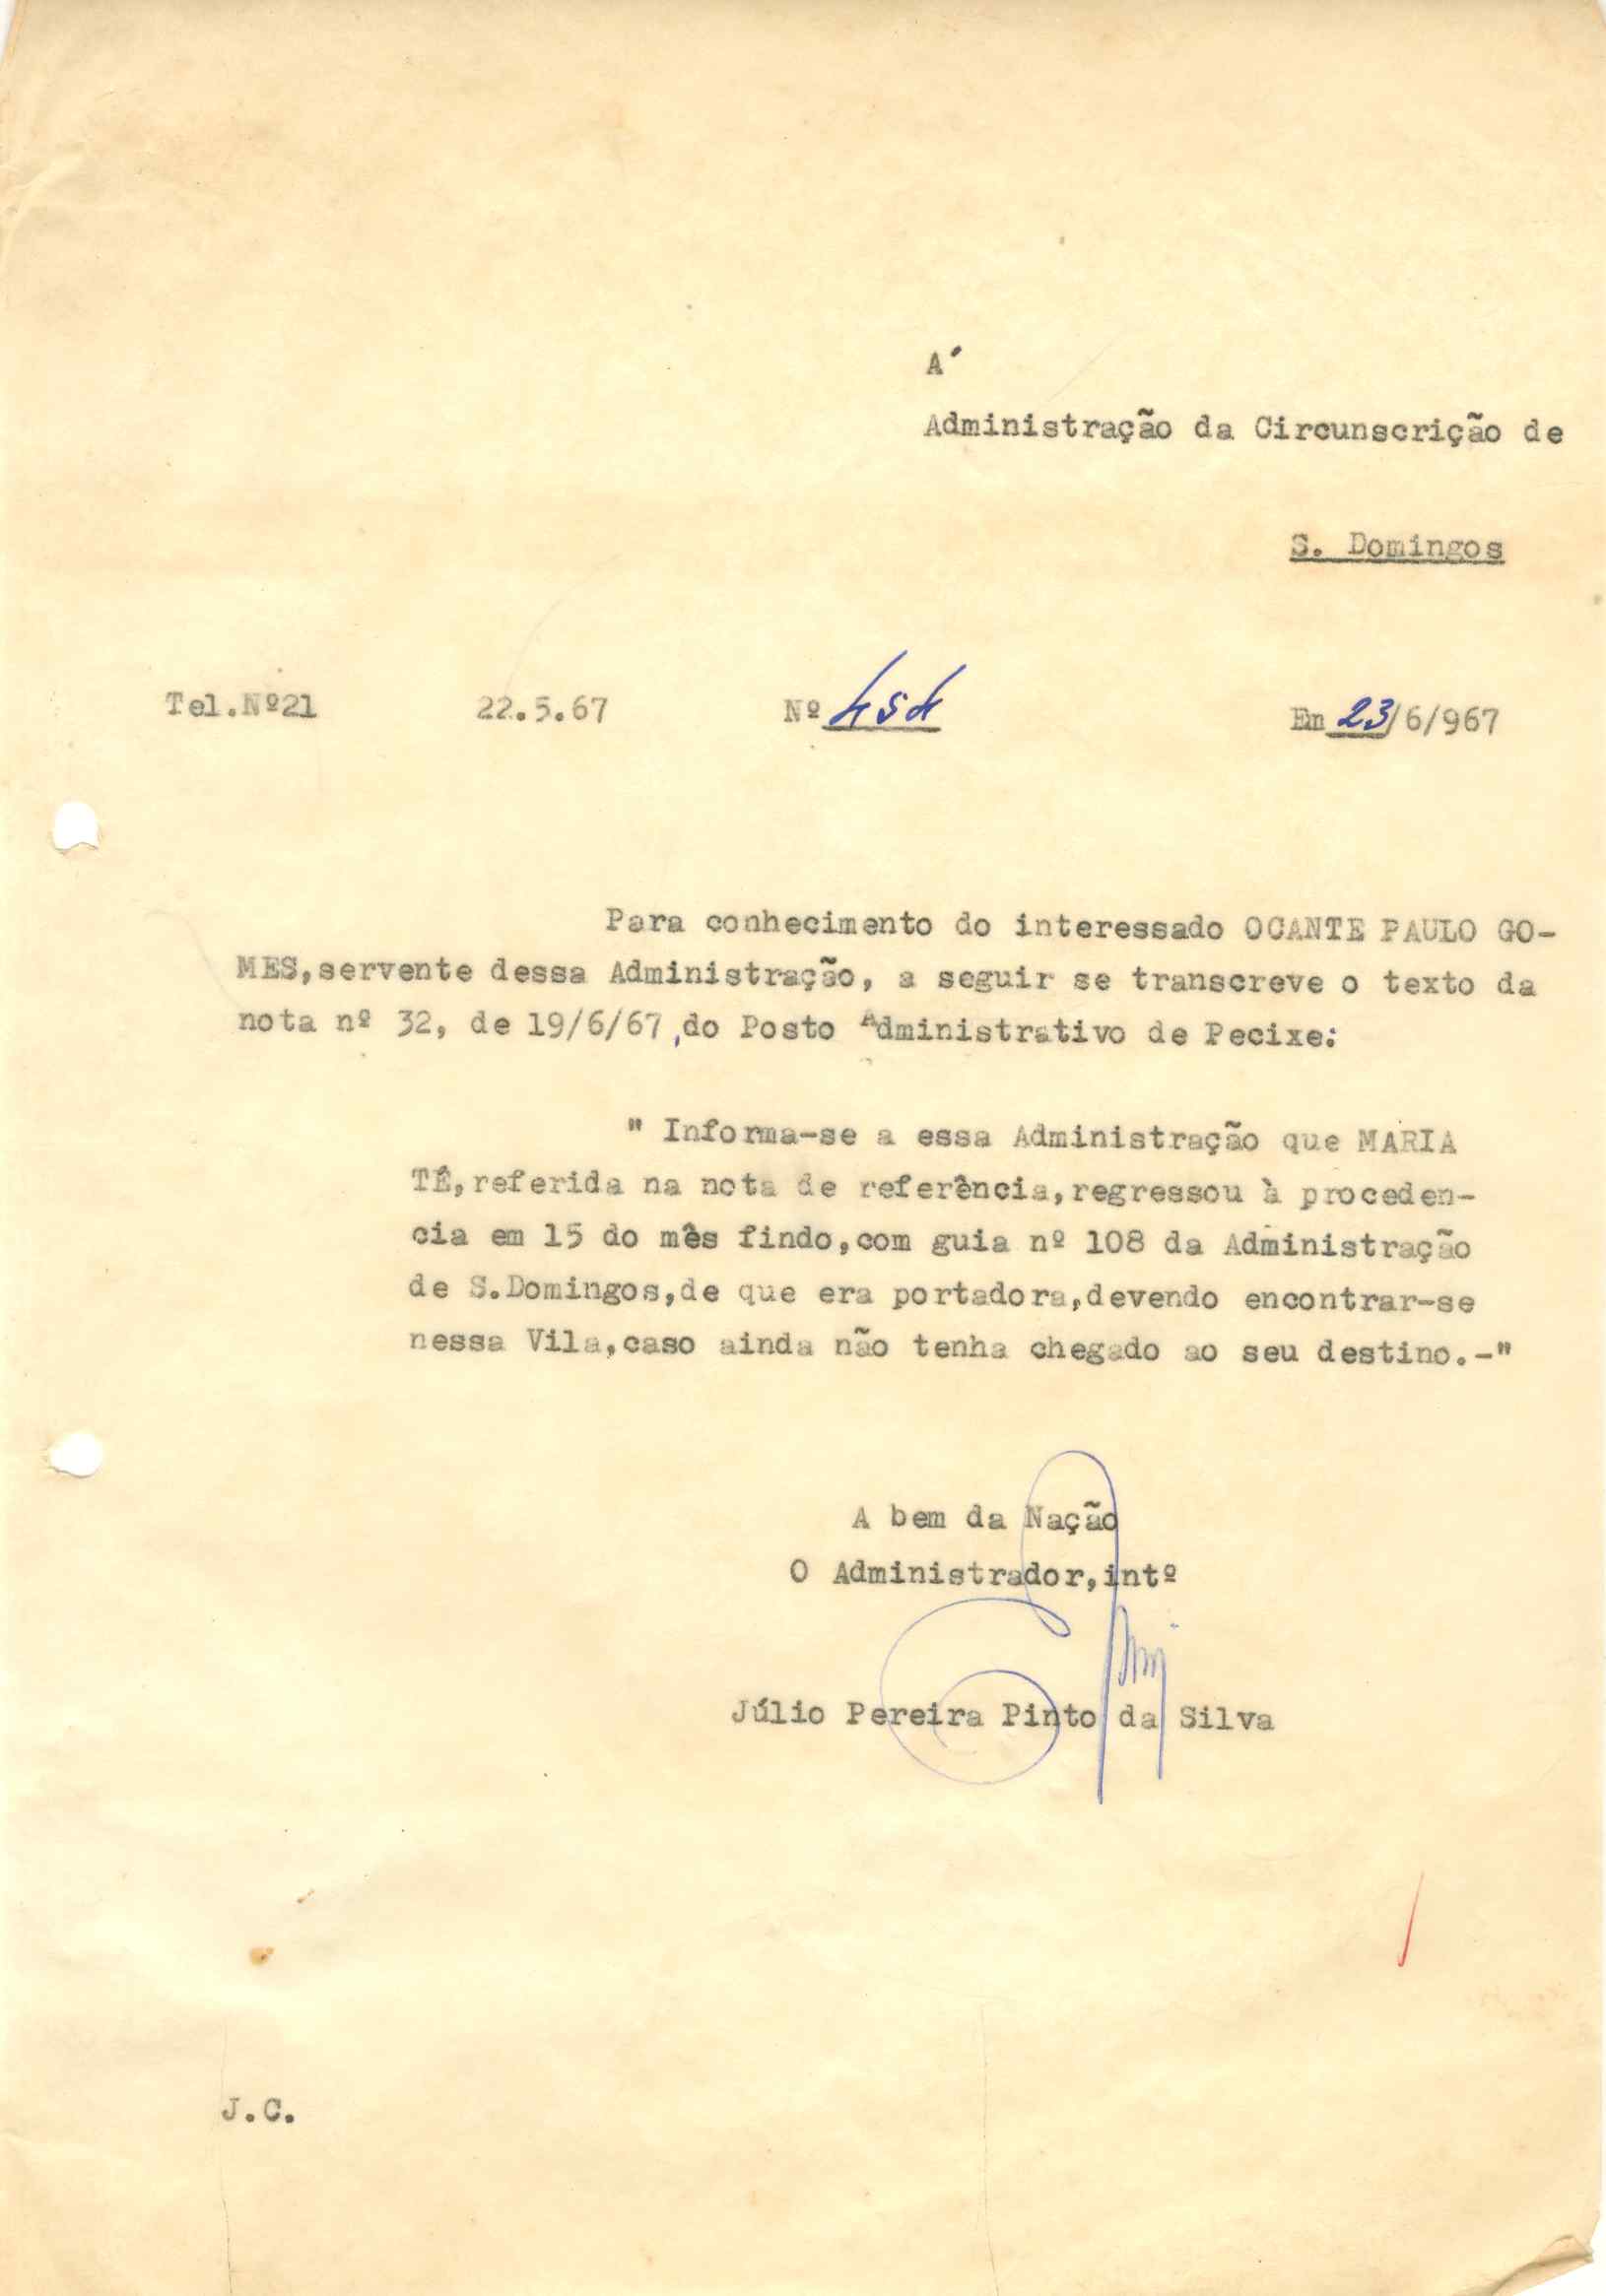 A´
Administração da Circunscrição de
S. Domingos
Tel.Nº21 22.5.67 Nº 454 Em 23/6/967
Para conhecimento do interessado OCANTE PAULO GO-
MES,servente dessa Administração, a seguir se transcreve o texto da
nota nº 32, de 19/6/67,do Posto Administrativo de Pecixe:
" Informa-se a essa Administração que MARIA
TÊ,referida na nota de referência,regressou à proceden-
cia em 15 do mês findo,com guia nº 108 da Administração
de S.Domingos,de que era portadora,devendo encontrar-se
nessa Vila,caso ainda não tenha chegado ao seu destino.-"
A bem da Nação
O Administrador,intº
Júlio Pereira Pinto da Silva
J.C.